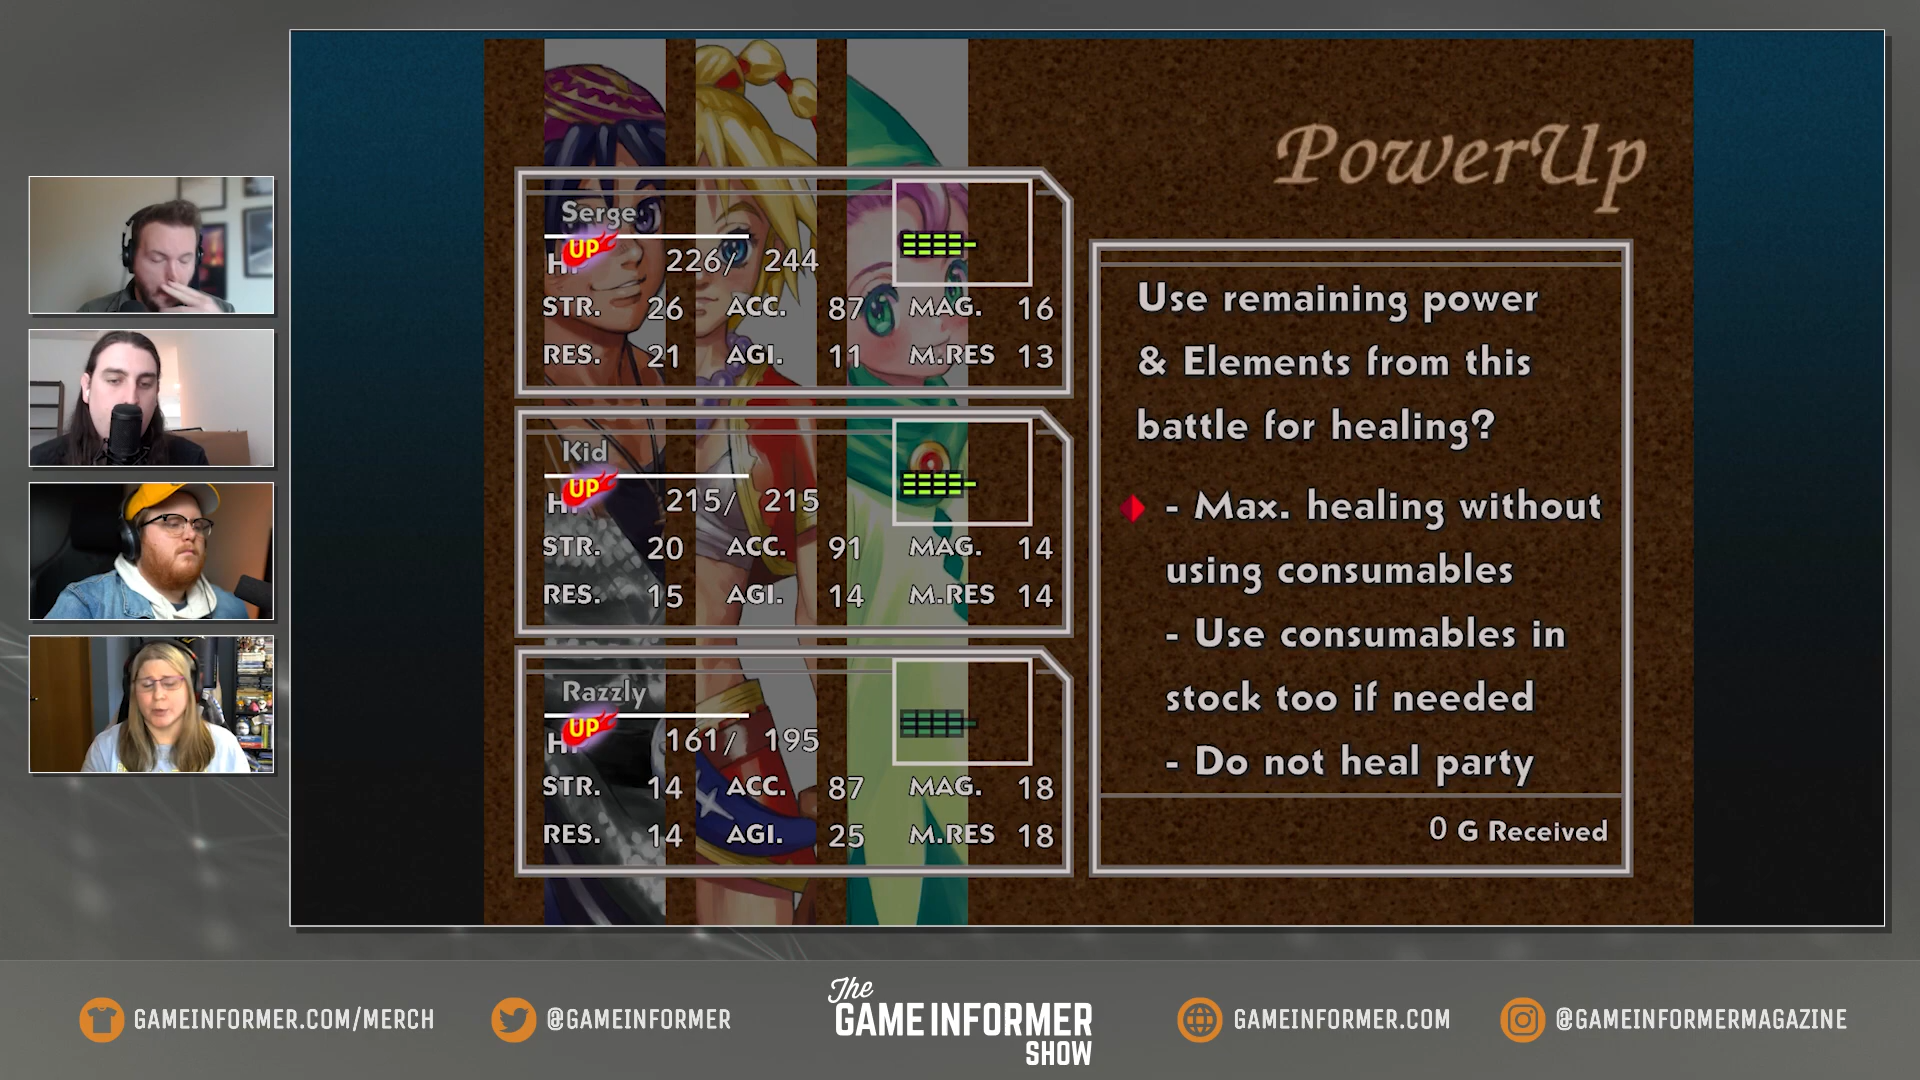 PowerUp
Serge
UP
226/ 244
STR. 26 ACC. 87 MAG. 16
RES. 21 AGI. 11 M.RES 13
Kid
UP
215/ 215
STR. 20 ACC. 91 MAG. 14
RES. 15 AGI. 14 M.RES 14
Razzly
UP
161/ 195
STR. 14 ACC. 87 MAG. 18
RES. 14 AGI. 25 M.RES 18
Use remaining power
& Elements from this
battle for healing?
- Max. healing without
using consumables
- Use consumables in
stock too if needed
- Do not heal party
0 G Received
GAMEINFORMER.COM/MERCH
@GAMEINFORMER
The
GAME INFORMER
SHOW
GAMEINFORMER.COM
@GAMEINFORMERMAGAZINE